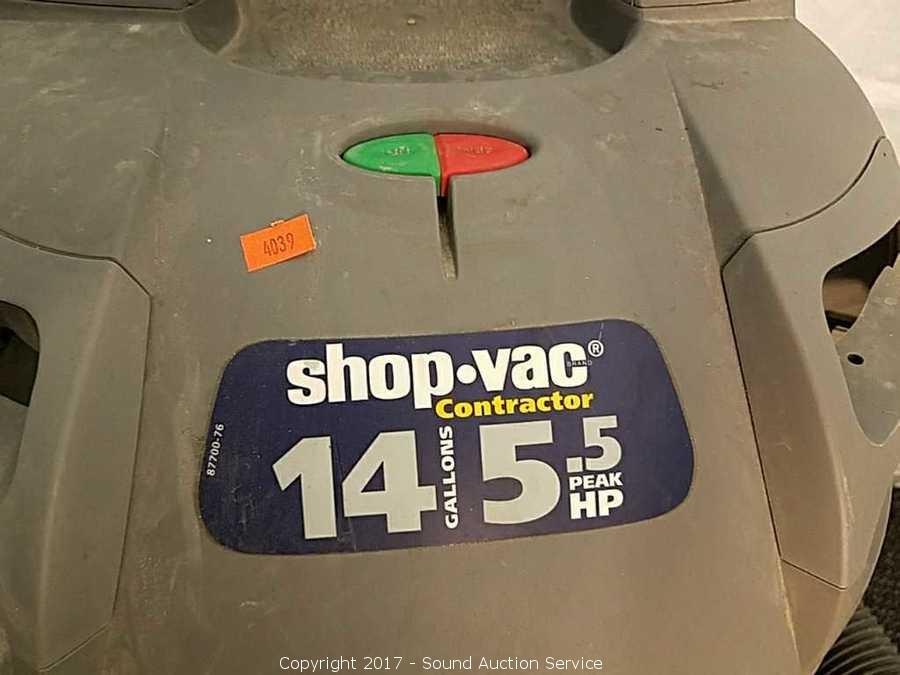 4039
shop·vac®
BRAND
Contractor
14 GALLONS 5.5 PEAK HP
87700-76
Copyright 2017 - Sound Auction Service